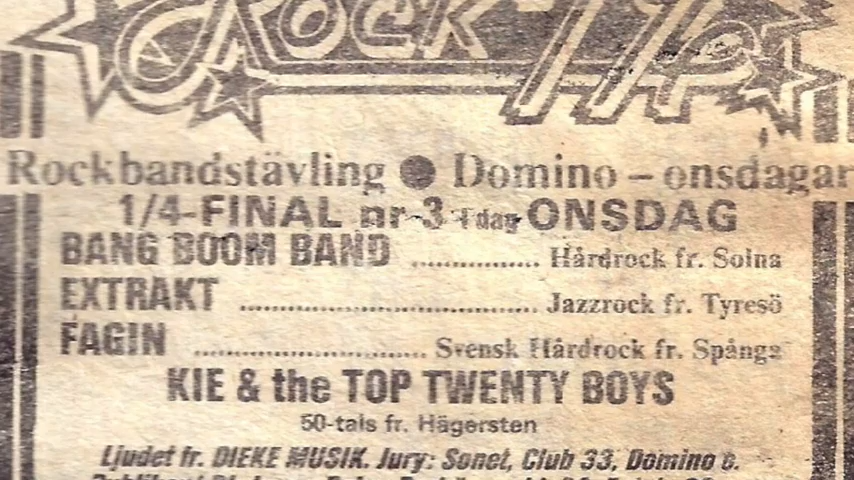 Rock
Rockbandstävling ● Domino – onsdagar
1/4-FINAL nr 3 Idag ONSDAG
BANG BOOM BAND ................ Hårdrock fr. Solna
EXTRAKT ..................................... Jazzrock fr. Tyresö
FAGIN ............................. Svensk Hårdrock fr. Spånga
KIE & the TOP TWENTY BOYS
50-tals fr. Hägersten
Ljudet fr. DIEKE MUSIK. Jury: Sonet, Club 33, Domino o.